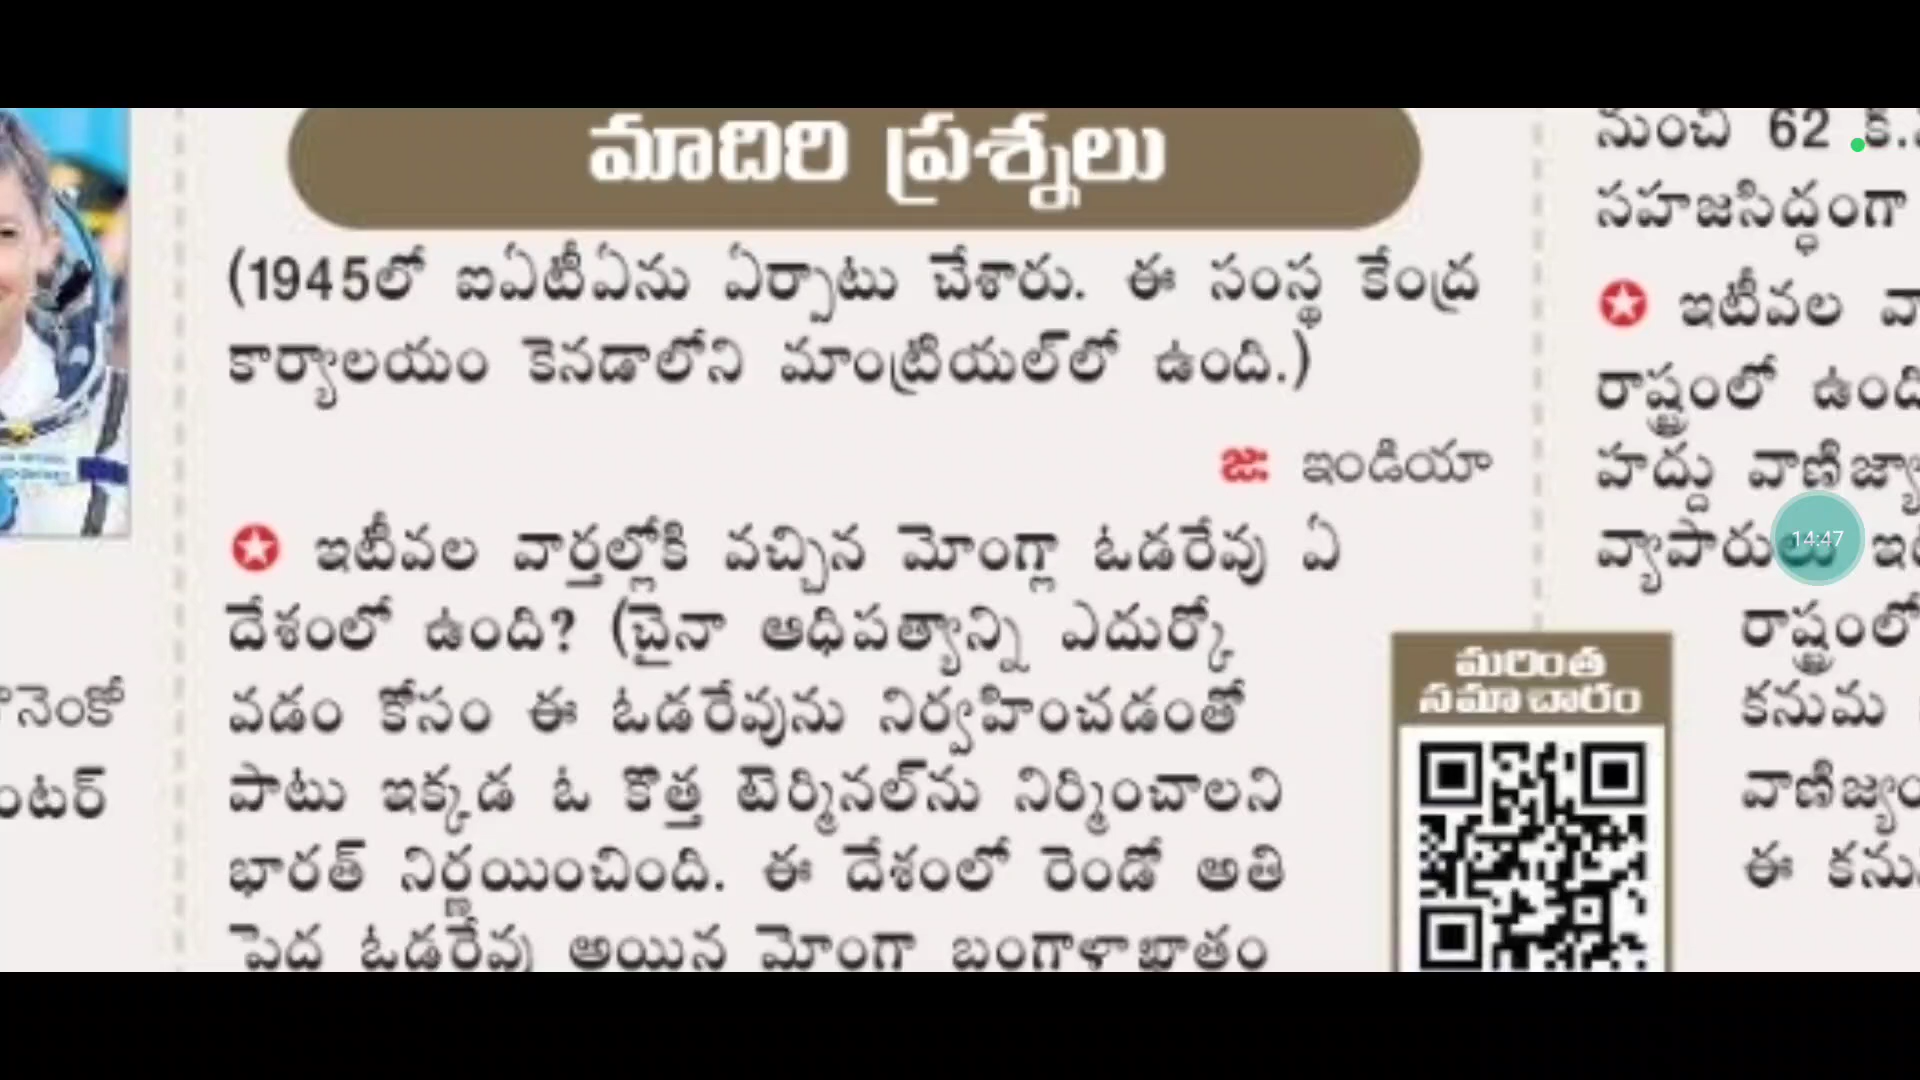 మాదిరి ప్రశ్నలు
(1945లో ఐఏటీఏను ఏర్పాటు చేశారు. ఈ సంస్థ కేంద్ర
కార్యాలయం కెనడాలోని మాంట్రియల్‌లో ఉంది.)
జ: ఇండియా
ఇటీవల వార్తల్లోకి వచ్చిన మోంగ్లా ఓడరేవు ఏ
దేశంలో ఉంది? (చైనా ఆధిపత్యాన్ని ఎదుర్కో
వడం కోసం ఈ ఓడరేవును నిర్వహించడంతో
పాటు ఇక్కడ ఓ కొత్త టెర్మినల్‌ను నిర్మించాలని
భారత్ నిర్ణయించింది. ఈ దేశంలో రెండో అతి
పెద్ద ఓడరేవు అయిన మోంగ్లా బంగాళాఖాతం
మరింత
సమాచారం
నుంచి 62 కి.
సహజసిద్ధంగా
ఇటీవల
రాష్ట్రంలో
హద్దు
వ్యాపారులు
14:47
రాష్ట్రంలో
కనుమ
ఈ